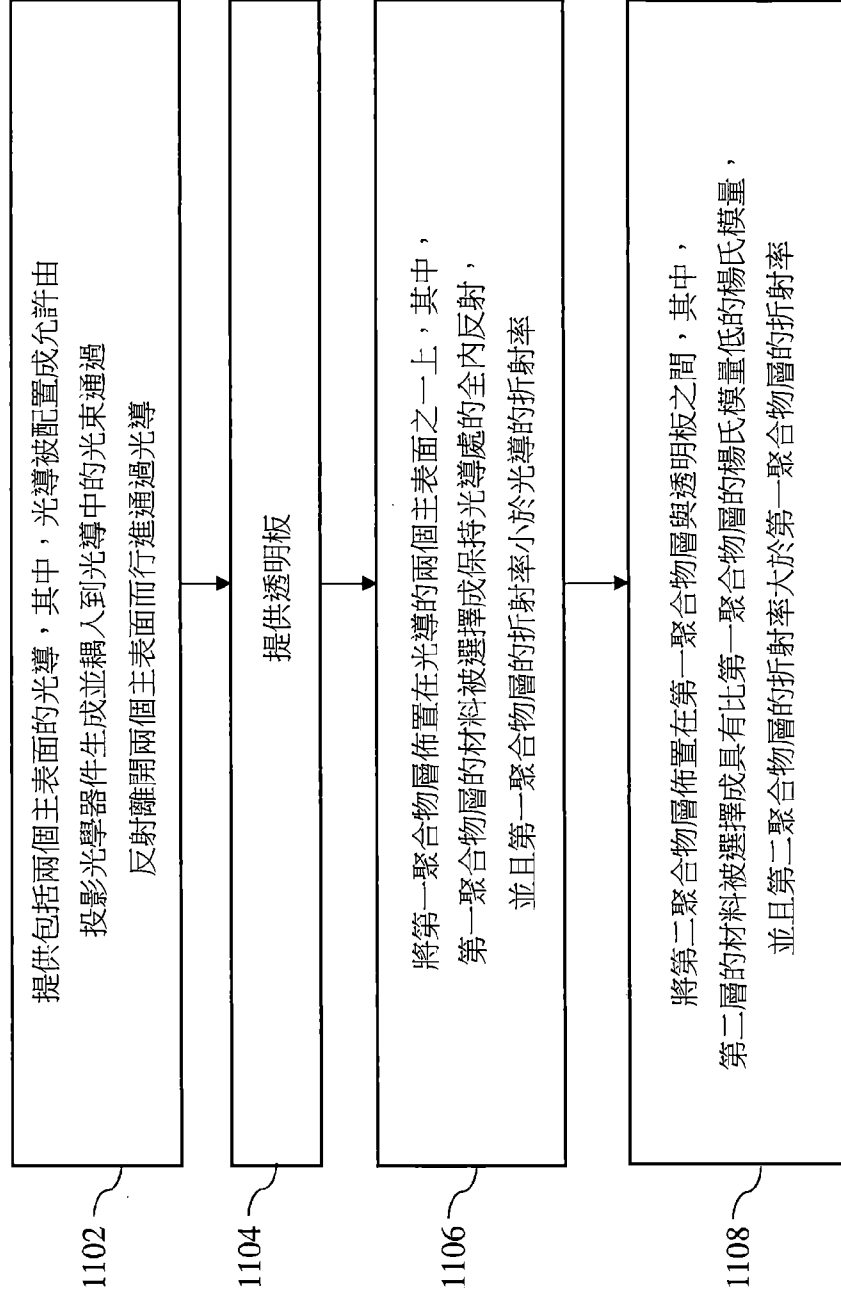 提供包括兩個主表面的光導，其中，光導被配置成允許由
投影光學器件生成並耦入到光導中的光束通過
反射離開兩個主表面而行進通過光導
1102
提供透明板
1104
將第一聚合物層佈置在光導的兩個主表面之一上，其中，
第一聚合物層的材料被選擇成保持光導處的全內反射，
並且第一聚合物層的折射率小於光導的折射率
1106
將第二聚合物層佈置在第一聚合物層與透明板之間，其中，
第二層的材料被選擇成具有比第一聚合物層的楊氏模量低的楊氏模量，
並且第二聚合物層的折射率大於第一聚合物層的折射率
1108